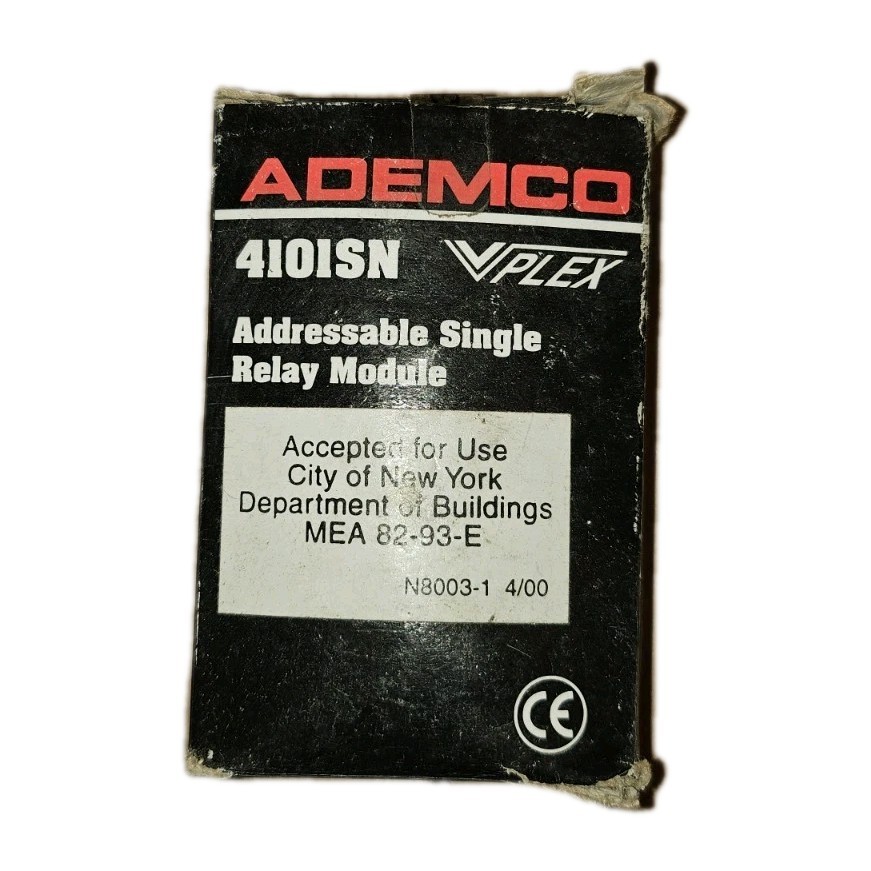 ADEMCO
4101SN VPLEX
Addressable Single
Relay Module
Accepted for Use
City of New York
Department of Buildings
MEA 82-93-E
N8003-1 4/00
CE